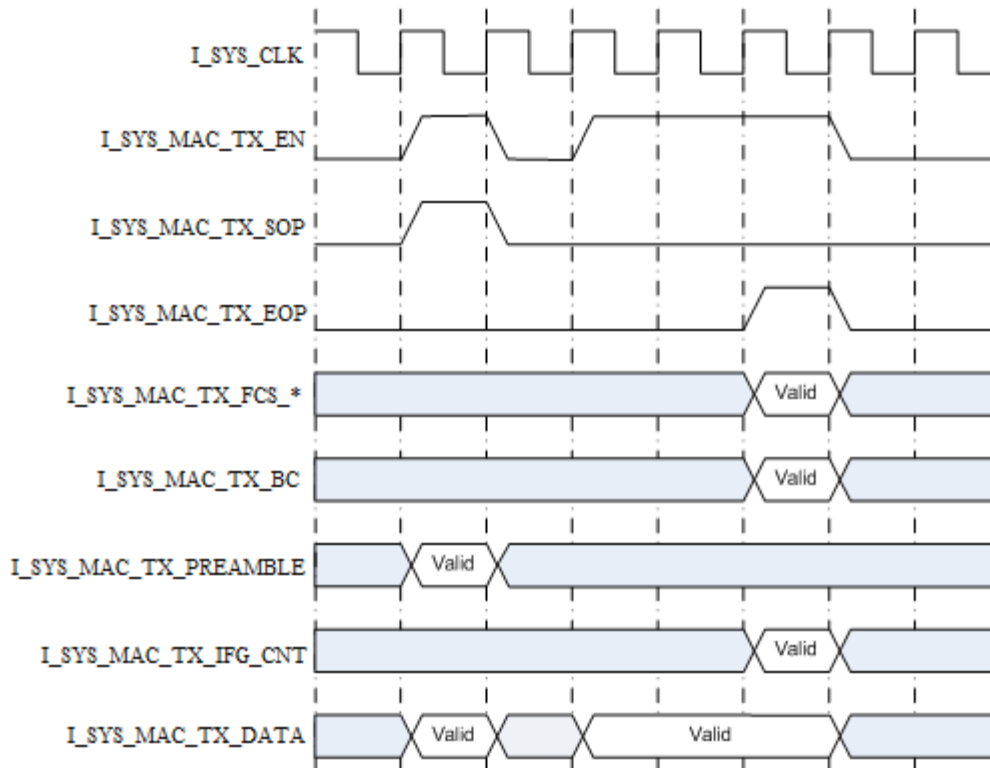 I_SYS_CLK
I_SYS_MAC_TX_EN
I_SYS_MAC_TX_SOP
I_SYS_MAC_TX_EOP
I_SYS_MAC_TX_FCS_* Valid
I_SYS_MAC_TX_BC Valid
I_SYS_MAC_TX_PREAMBLE Valid
I_SYS_MAC_TX_IFG_CNT Valid
I_SYS_MAC_TX_DATA Valid Valid